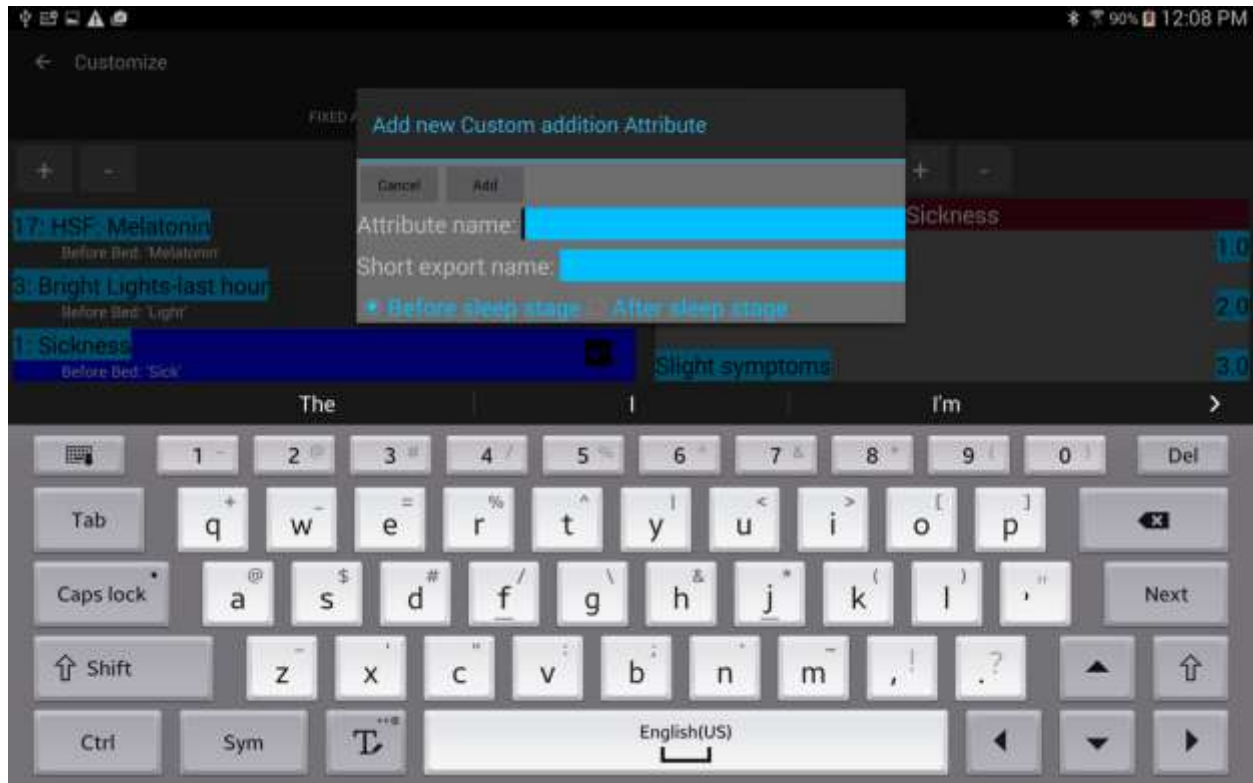 90% 12:08 PM
Customize
FIXED A
Add new Custom addition Attribute
+ -
Cancel Add
+ -
Attribute name:
Sickness
17: HSF: Melatonin
Before Bed: 'Melatonin'
1.0
Short export name:
3: Bright Lights-last hour
Before Bed: 'Light'
Before sleep stage After sleep stage
2.0
1: Sickness
Before Bed: 'Sick'
Slight symptoms 3.0
The I I'm >
1 - 2 @ 3 # 4 / 5 % 6 ^ 7 & 8 * 9 ( 0 ) Del
Tab q + w _ e = r % t ^ y | u < i > o [ p ]
Caps lock a @ s $ d # f / g \ h & j * k ( l ) ' " Next
Shift z x c v b n m , ! . ?
Ctrl Sym T English(US)